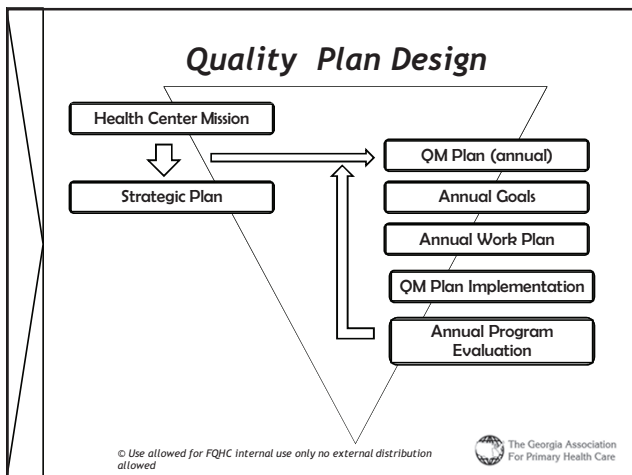 Quality Plan Design
Health Center Mission
Strategic Plan
QM Plan (annual)
Annual Goals
Annual Work Plan
QM Plan Implementation
Annual Program
Evaluation
© Use allowed for FQHC internal use only no external distribution
allowed
The Georgia Association
For Primary Health Care